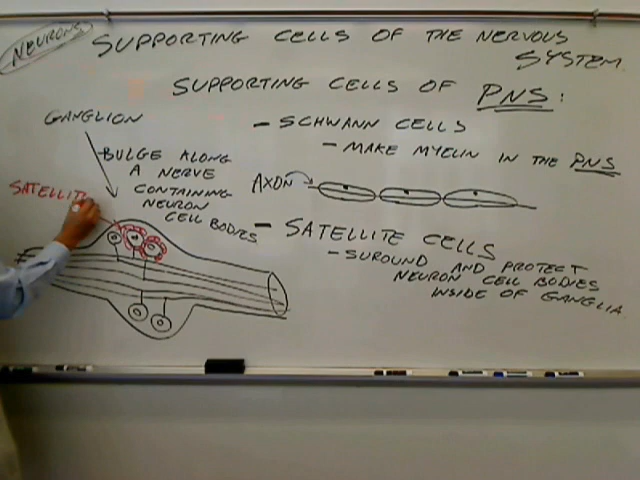 NEURONS
SUPPORTING CELLS OF THE NERVOUS
SYSTEM
SUPPORTING CELLS OF PNS:
GANGLION
BULGE ALONG
A NERVE
CONTAINING
NEURON
CELL BODIES
SATELLITE
- SCHWANN CELLS
- MAKE MYELIN IN THE PNS
AXON
- SATELLITE CELLS
- SUROUND AND PROTECT
NEURON CELL BODIES
INSIDE OF GANGLIA